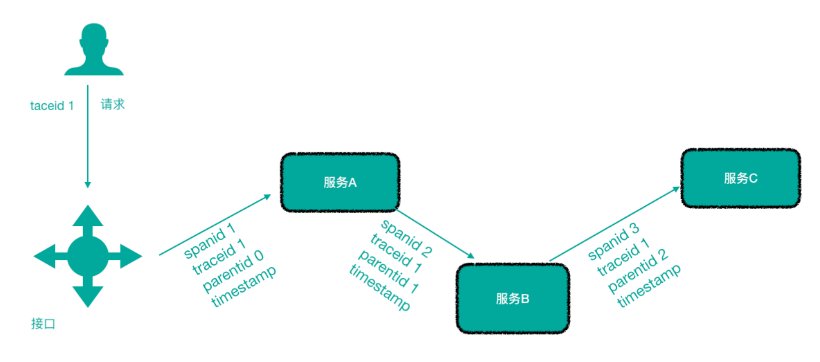 taceid 1
请求
接口
spanid 1
traceid 1
parentid 0
timestamp
服务A
spanid 2
traceid 1
parentid 1
timestamp
服务B
spanid 3
traceid 1
parentid 2
timestamp
服务C